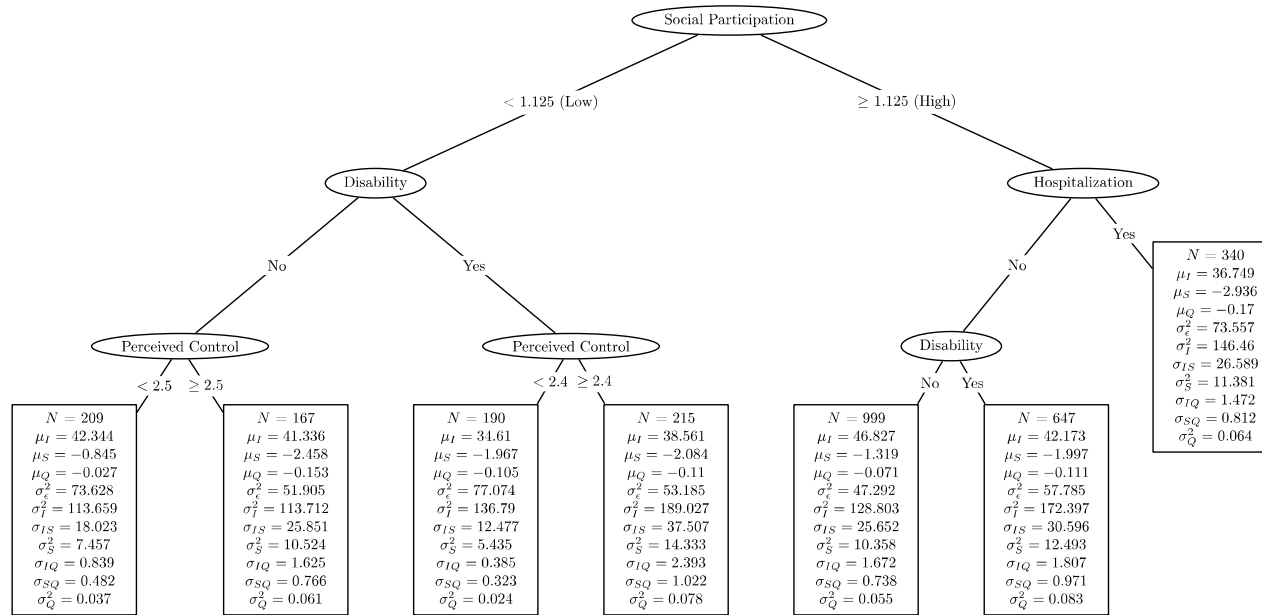 Social Participation
< 1.125 (Low)
≥ 1.125 (High)
Disability
Hospitalization
No
Yes
No
Yes
Perceived Control
Perceived Control
Disability
< 2.5
≥ 2.5
< 2.4
≥ 2.4
No
Yes
N = 209
μ_I = 42.344
μ_S = −0.845
μ_Q = −0.027
σ²_ϵ = 73.628
σ²_I = 113.659
σ_IS = 18.023
σ²_S = 7.457
σ_IQ = 0.839
σ_SQ = 0.482
σ²_Q = 0.037
N = 167
μ_I = 41.336
μ_S = −2.458
μ_Q = −0.153
σ²_ϵ = 51.905
σ²_I = 113.712
σ_IS = 25.851
σ²_S = 10.524
σ_IQ = 1.625
σ_SQ = 0.766
σ²_Q = 0.061
N = 190
μ_I = 34.61
μ_S = −1.967
μ_Q = −0.105
σ²_ϵ = 77.074
σ²_I = 136.79
σ_IS = 12.477
σ²_S = 5.435
σ_IQ = 0.385
σ_SQ = 0.323
σ²_Q = 0.024
N = 215
μ_I = 38.561
μ_S = −2.084
μ_Q = −0.11
σ²_ϵ = 53.185
σ²_I = 189.027
σ_IS = 37.507
σ²_S = 14.333
σ_IQ = 2.393
σ_SQ = 1.022
σ²_Q = 0.078
N = 999
μ_I = 46.827
μ_S = −1.319
μ_Q = −0.071
σ²_ϵ = 47.292
σ²_I = 128.803
σ_IS = 25.652
σ²_S = 10.358
σ_IQ = 1.672
σ_SQ = 0.738
σ²_Q = 0.055
N = 647
μ_I = 42.173
μ_S = −1.997
μ_Q = −0.111
σ²_ϵ = 57.785
σ²_I = 172.397
σ_IS = 30.596
σ²_S = 12.493
σ_IQ = 1.807
σ_SQ = 0.971
σ²_Q = 0.083
N = 340
μ_I = 36.749
μ_S = −2.936
μ_Q = −0.17
σ²_ϵ = 73.557
σ²_I = 146.46
σ_IS = 26.589
σ²_S = 11.381
σ_IQ = 1.472
σ_SQ = 0.812
σ²_Q = 0.064